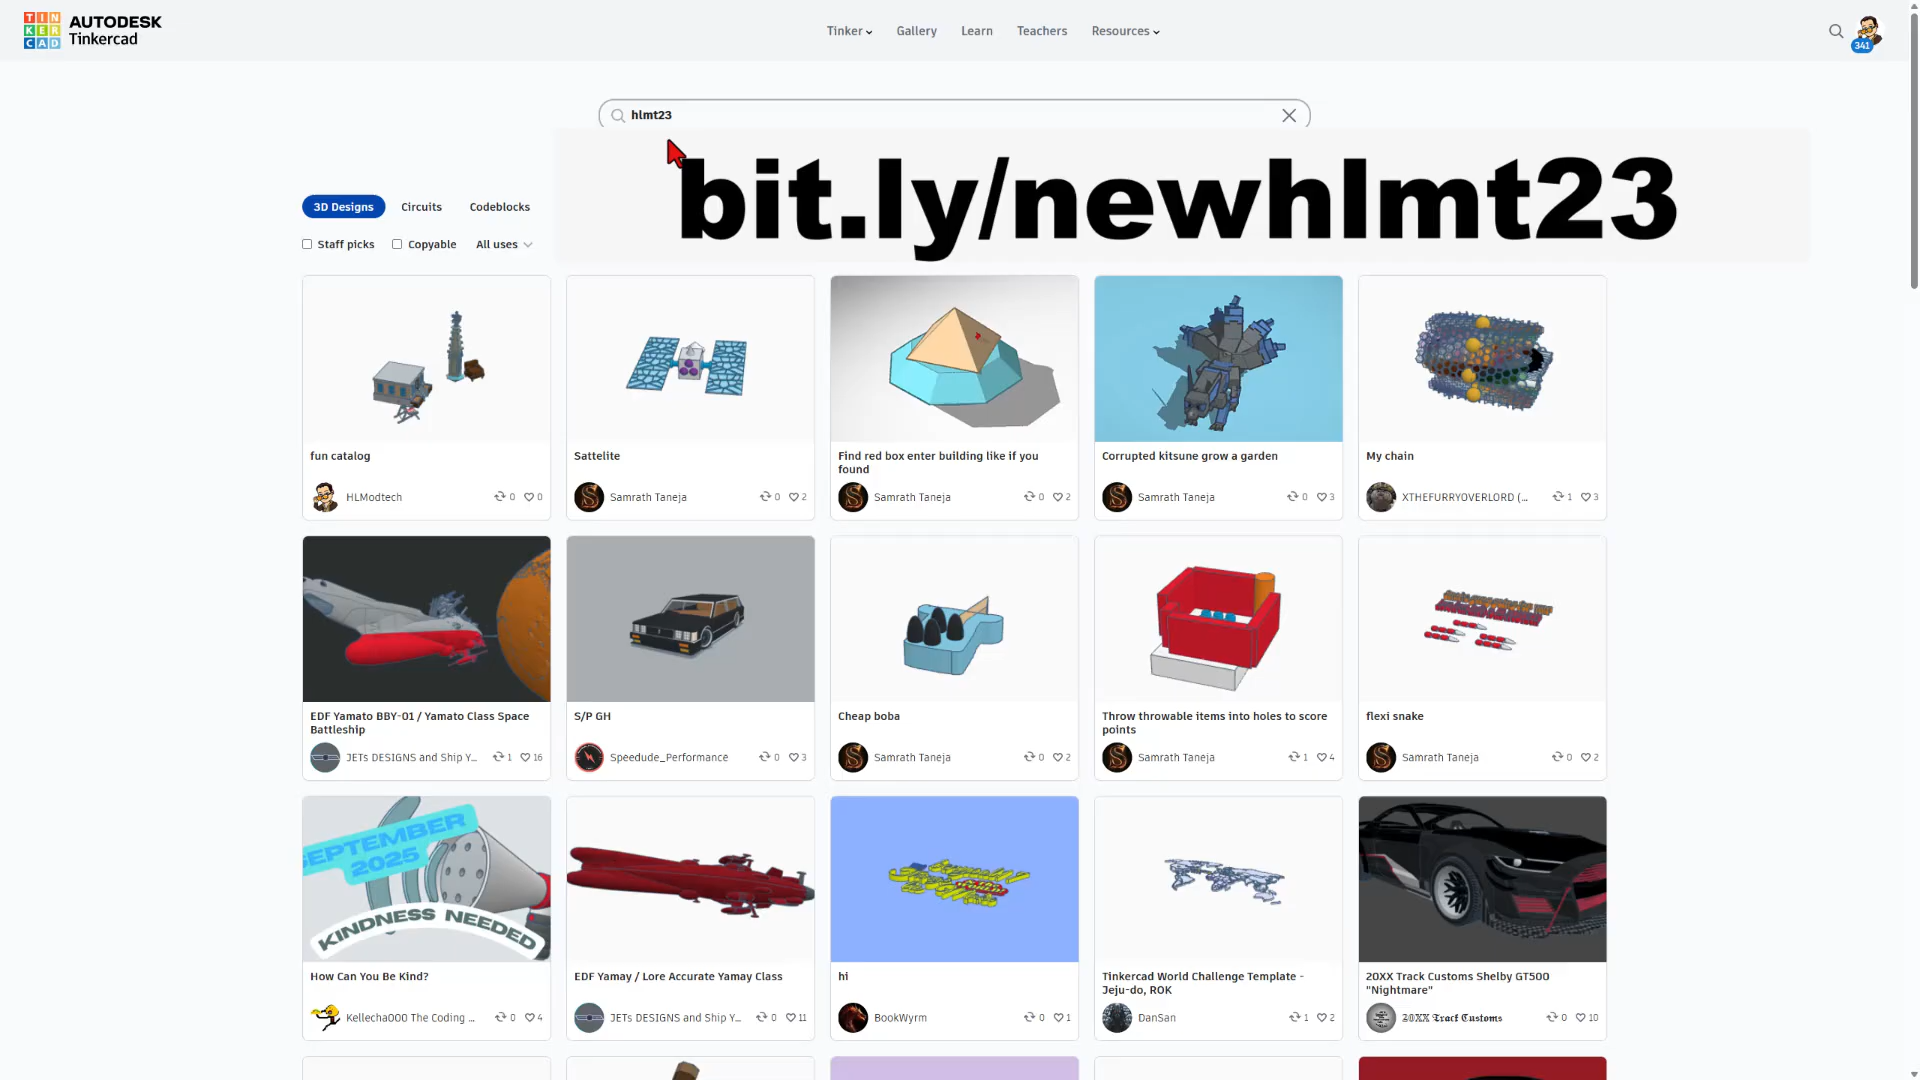 TINKERCAD
AUTODESK
Tinkercad
Tinker
Gallery
Learn
Teachers
Resources
341
hlmt23
bit.ly/newhlmt23
3D Designs
Circuits
Codeblocks
Staff picks
Copyable
All uses
fun catalog
HLModtech
0
0
Sattelite
Samrath Taneja
0
2
Find red box enter building like if you
found
Samrath Taneja
0
2
Corrupted kitsune grow a garden
Samrath Taneja
0
3
My chain
XTHEFURRYOVERLORD (...
1
3
EDF Yamato BBY-01 / Yamato Class Space
Battleship
JETs DESIGNS and Ship Y...
1
16
S/P GH
Speedude_Performance
0
3
Cheap boba
Samrath Taneja
0
2
Throw throwable items into holes to score
points
Samrath Taneja
1
4
flexi snake
Samrath Taneja
0
2
SEPTEMBER
2025
KINDNESS NEEDED
How Can You Be Kind?
Kellecha000 The Coding ...
0
4
EDF Yamay / Lore Accurate Yamay Class
JETs DESIGNS and Ship Y...
0
11
hi
BookWyrm
0
1
Tinkercad World Challenge Template -
Jeju-do, ROK
DanSan
1
2
20XX Track Customs Shelby GT500
"Nightmare"
20XX Track Customs
0
10